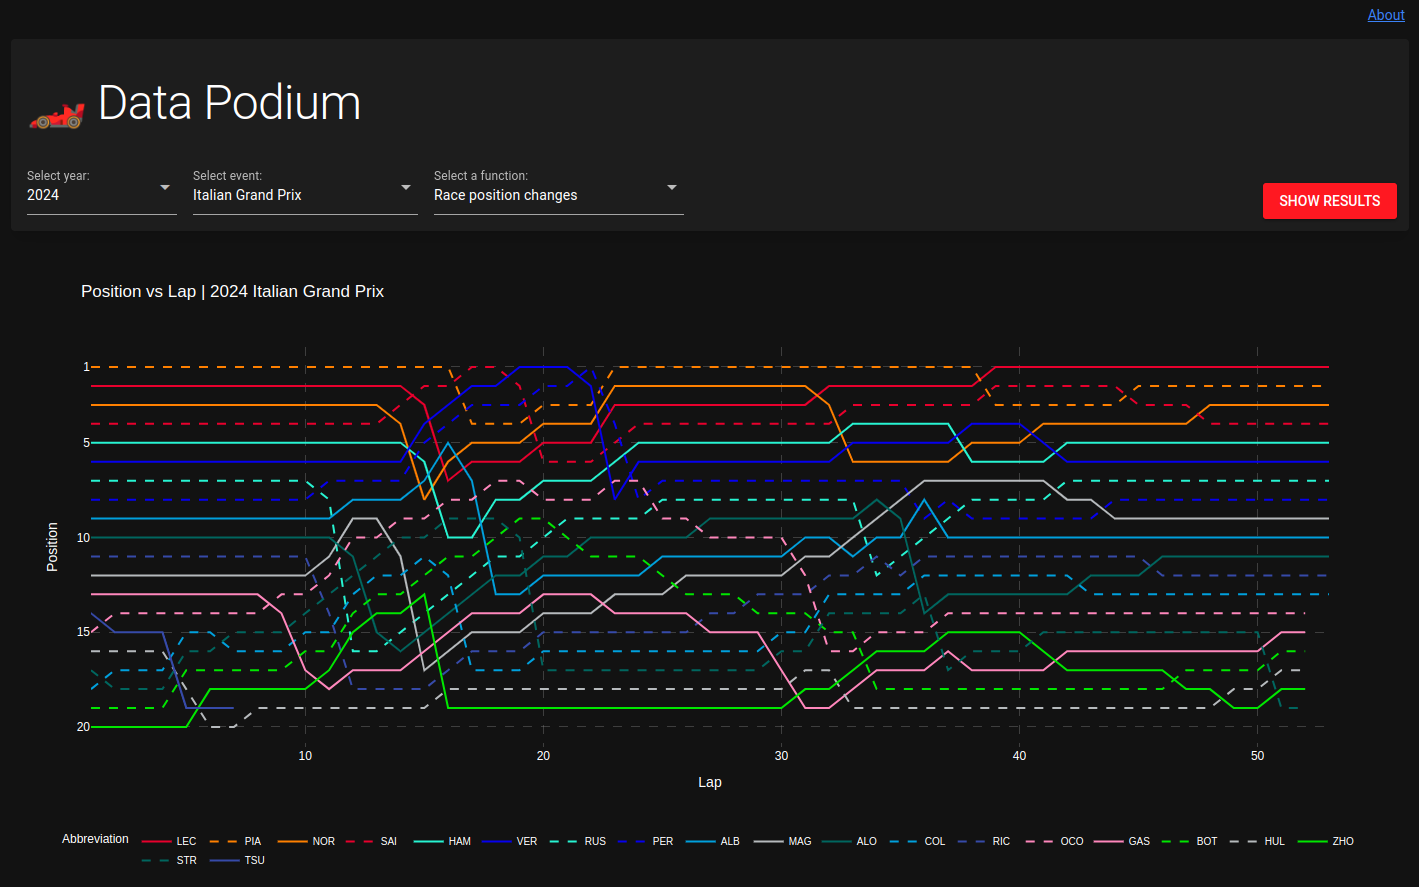 About
Data Podium
Select year:
2024
Select event:
Italian Grand Prix
Select a function:
Race position changes
SHOW RESULTS
Position vs Lap | 2024 Italian Grand Prix
Position
1
5
10
15
20
10 20 30 40 50
Lap
Abbreviation LEC PIA NOR SAI HAM VER RUS PER ALB MAG ALO COL RIC OCO GAS BOT HUL ZHO
STR TSU